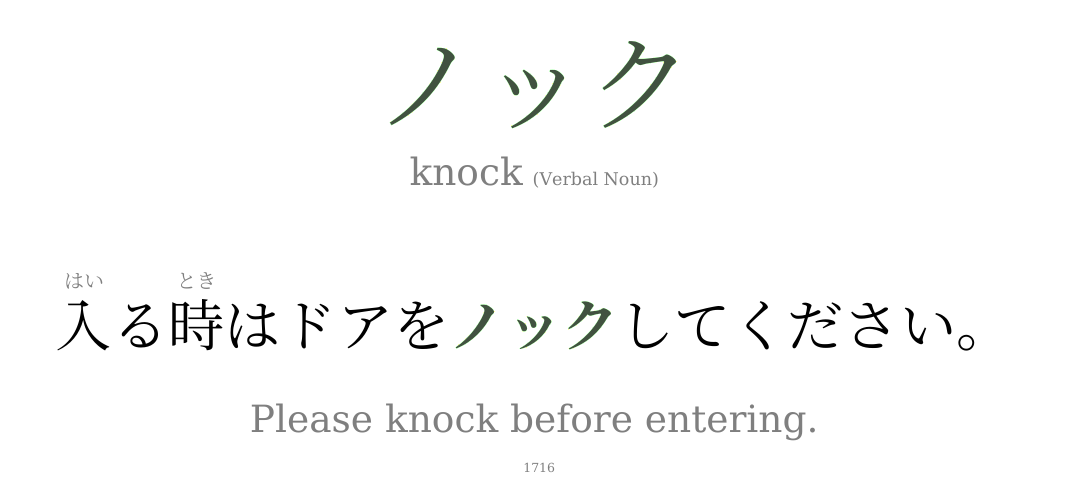 ノック
knock (Verbal Noun)
はい とき
入る時はドアをノックしてください。
Please knock before entering.
1716